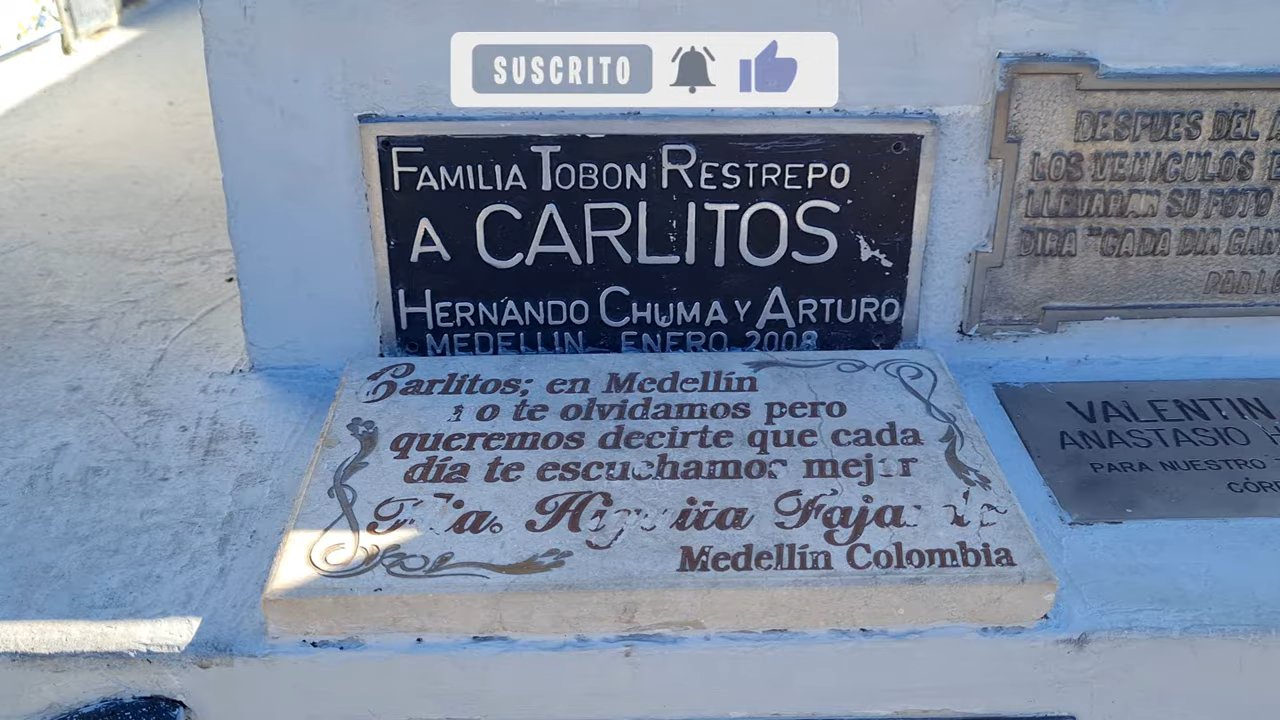 SUSCRITO
FAMILIA TOBON RESTREPO
A CARLITOS
HERNANDO CHUMA Y ARTURO
MEDELLIN ENERO 2008
Carlitos; en Medellín
o te olvidamos pero
queremos decirte que cada
día te escuchamos mejor
Medellín Colombia
DESPUES DEL
LOS VEHICULOS
LLEVARAN SU FOTO
DIRA "CADA DIA
VALENTIN
ANASTASIO
PARA NUESTRO